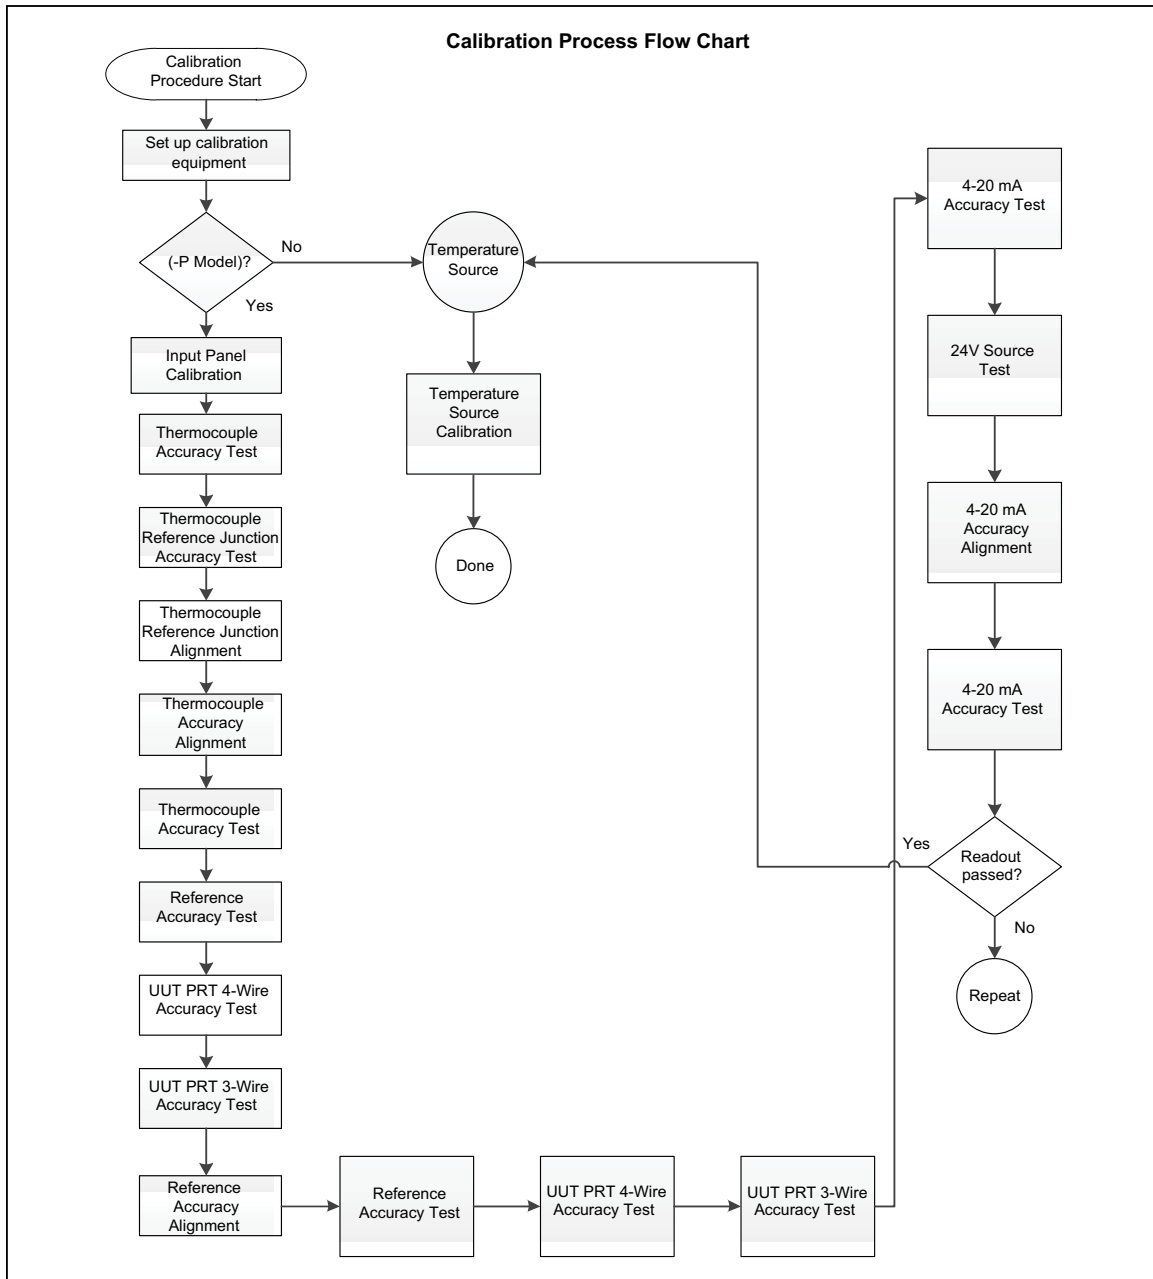 Calibration Process Flow Chart
Calibration
Procedure Start
Set up calibration
equipment
(-P Model)?
No
Yes
Temperature
Source
Temperature
Source
Calibration
Done
Input Panel
Calibration
Thermocouple
Accuracy Test
Thermocouple
Reference Junction
Accuracy Test
Thermocouple
Reference Junction
Alignment
Thermocouple
Accuracy
Alignment
Thermocouple
Accuracy Test
Reference
Accuracy Test
UUT PRT 4-Wire
Accuracy Test
UUT PRT 3-Wire
Accuracy Test
Reference
Accuracy
Alignment
Reference
Accuracy Test
UUT PRT 4-Wire
Accuracy Test
UUT PRT 3-Wire
Accuracy Test
4-20 mA
Accuracy Test
24V Source
Test
4-20 mA
Accuracy
Alignment
4-20 mA
Accuracy Test
Readout
passed?
Yes
No
Repeat